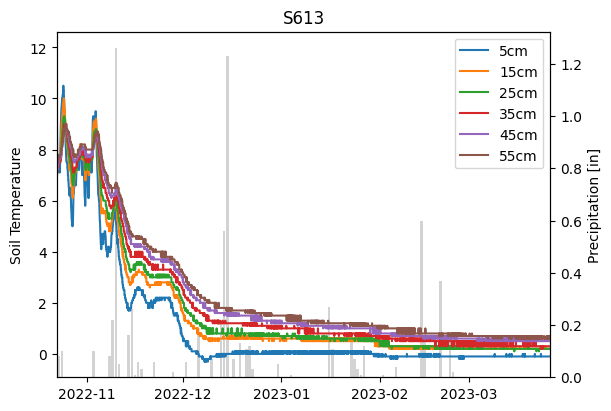 S613
12
10
8
6
4
2
0
Soil Temperature
5cm
15cm
25cm
35cm
45cm
55cm
1.2
1.0
0.8
0.6
0.4
0.2
0.0
Precipitation [in]
2022-11
2022-12
2023-01
2023-02
2023-03